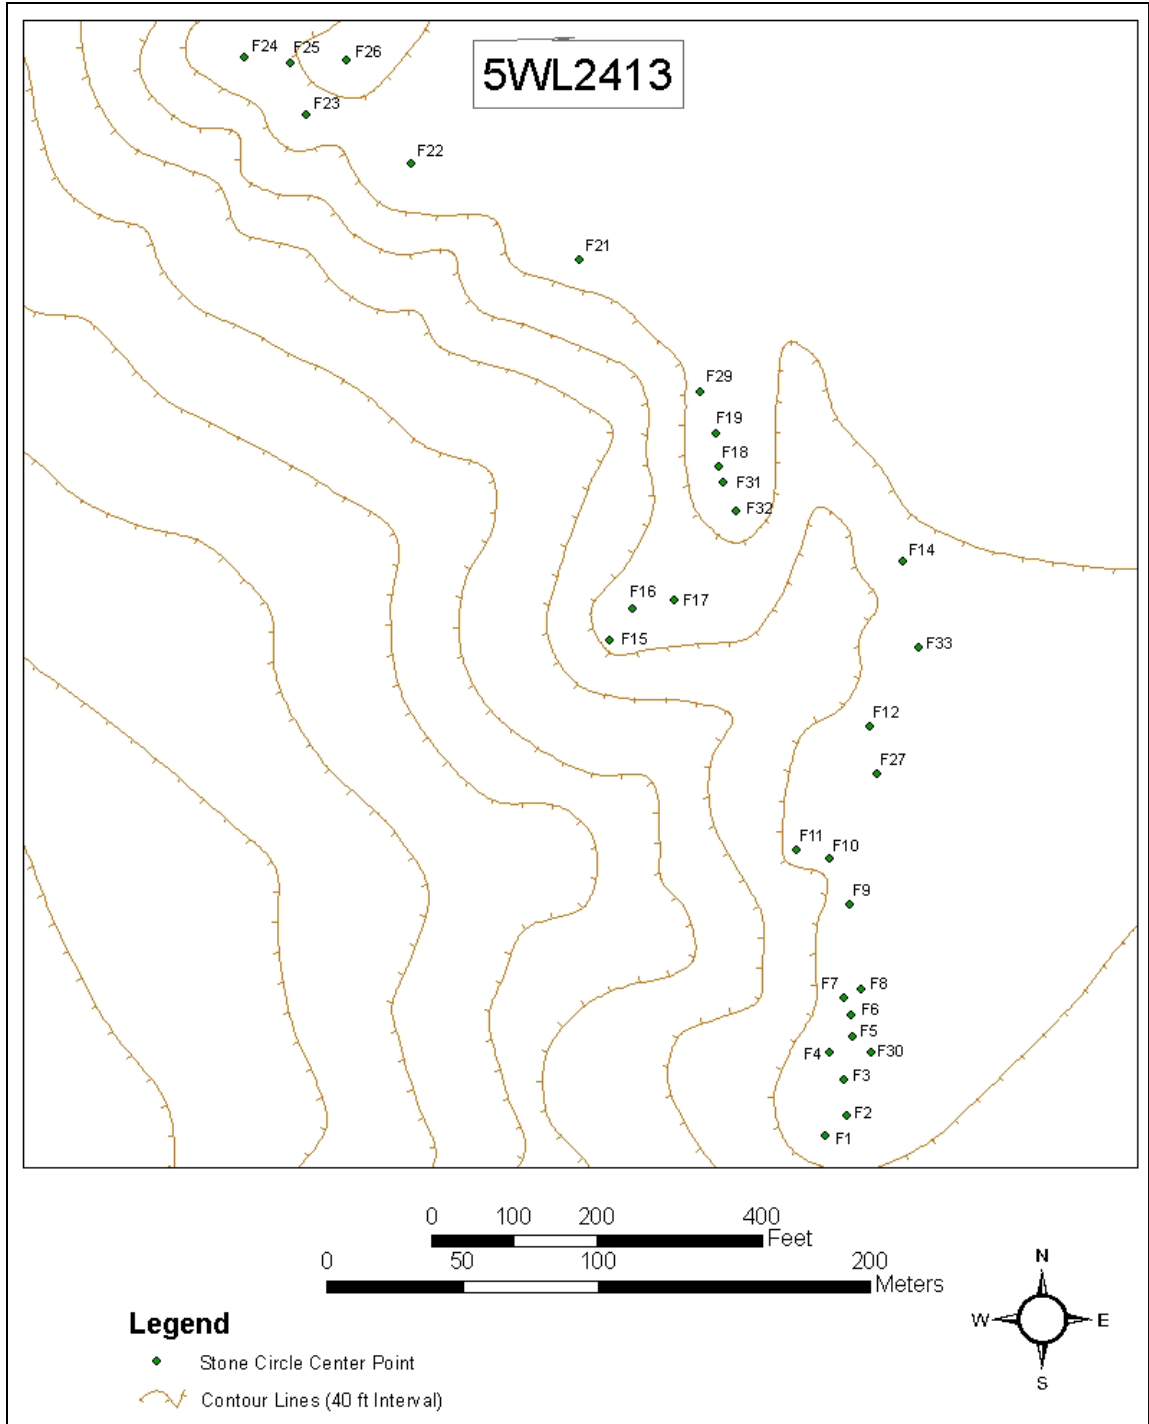 5WL2413
F24
F25
F26
F23
F22
F21
F29
F19
F18
F31
F32
F14
F16
F17
F15
F33
F12
F27
F11
F10
F9
F7
F8
F6
F5
F4
F30
F3
F2
F1
0 100 200 400
Feet
0 50 100 200
Meters
Legend
Stone Circle Center Point
Contour Lines (40 ft Interval)
N
W E
S